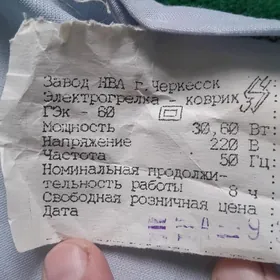 Завод НВА г.Черкесск
Электрогрелка - коврик
ГЭк - 60
Мощность 30,60 Вт
Напряжение 220 В
Частота 50 Гц
Номинальная продолжи-
тельность работы 8 ч
Свободная розничная цена
Дата